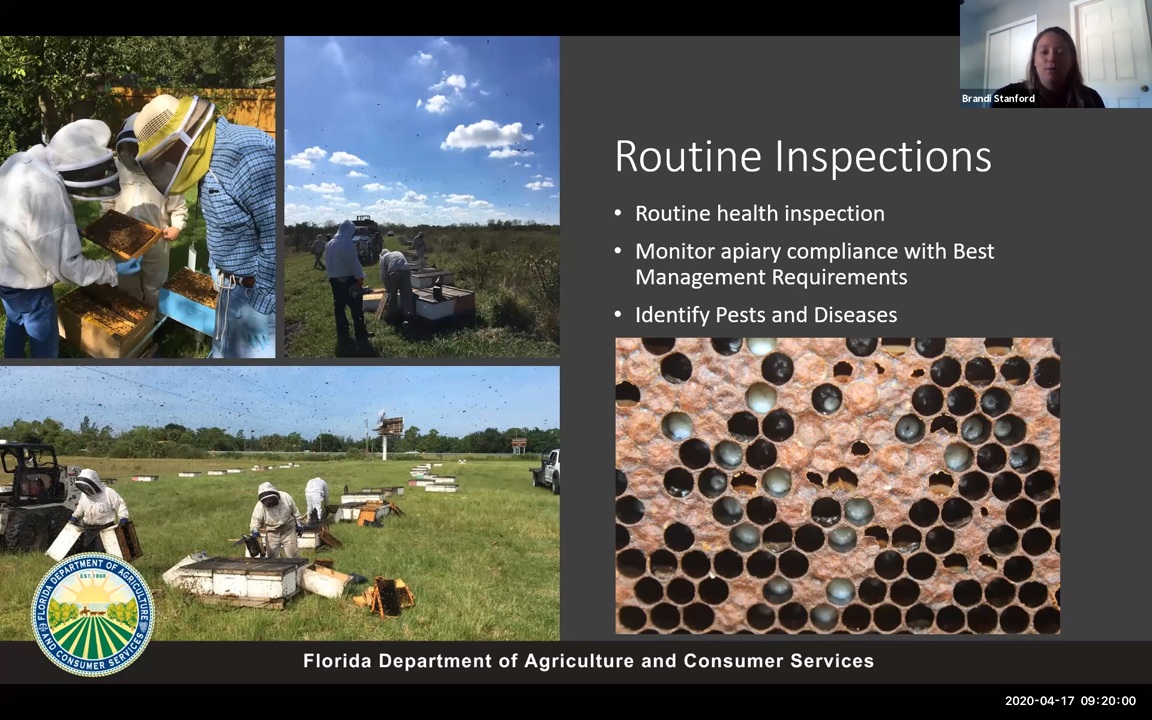 Brandi Stanford
Routine Inspections
• Routine health inspection
• Monitor apiary compliance with Best
Management Requirements
• Identify Pests and Diseases
FLORIDA DEPARTMENT OF AGRICULTURE
AND CONSUMER SERVICES
EST. 1868
Florida Department of Agriculture and Consumer Services
2020-04-17 09:20:00